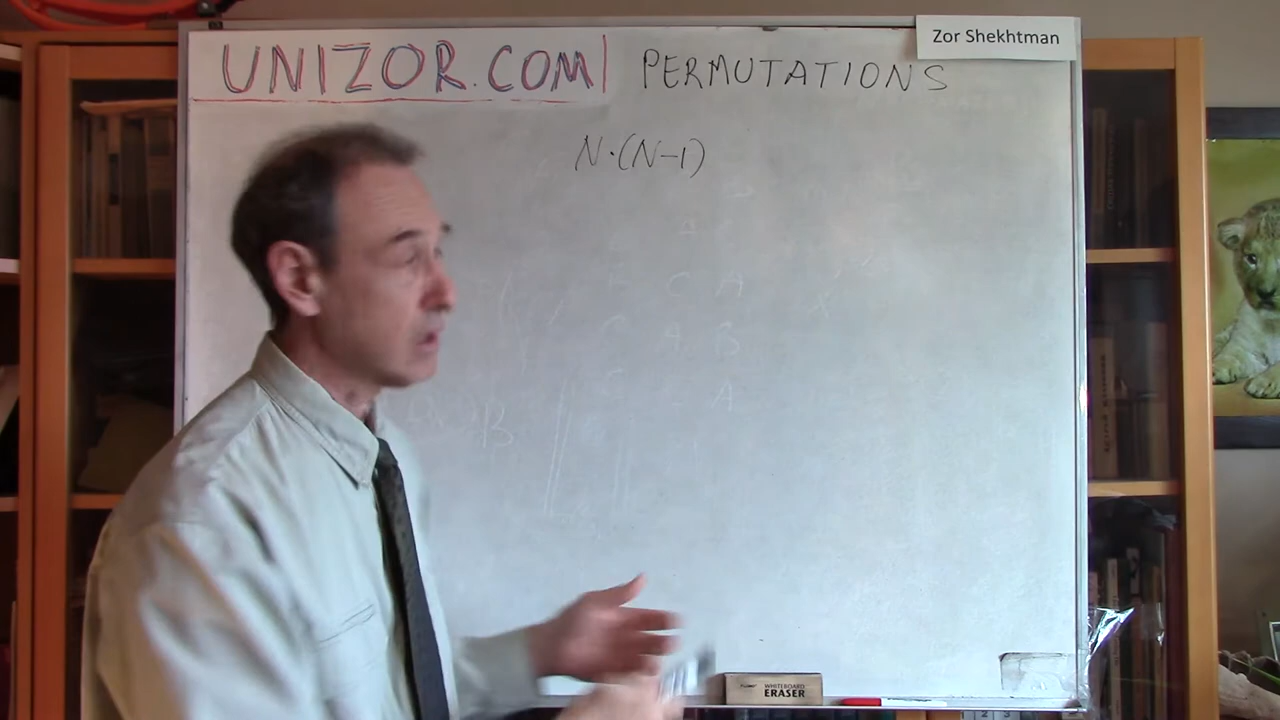 Zor Shekhtman
UNIZOR.COM PERMUTATIONS
N·(N-1)
C A
A B
A
B
WHITEBOARD
ERASER